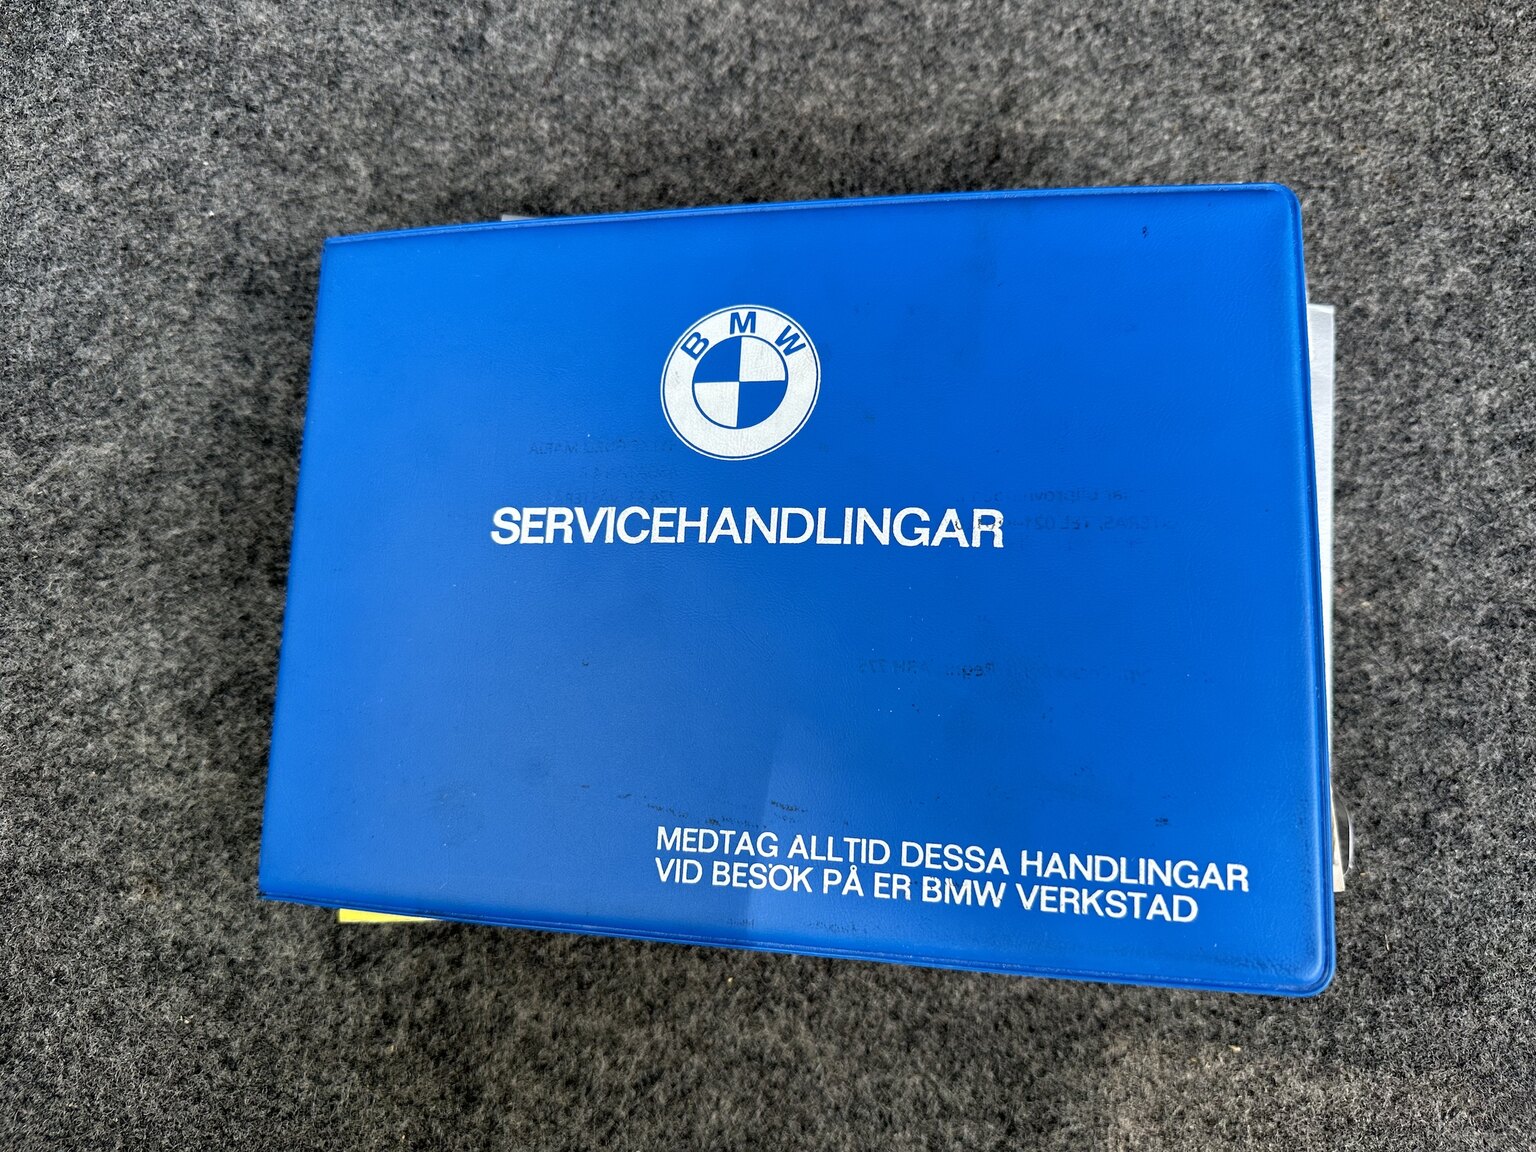 BMW
SERVICEHANDLINGAR
MEDTAG ALLTID DESSA HANDLINGAR
VID BESÖK PÅ ER BMW VERKSTAD